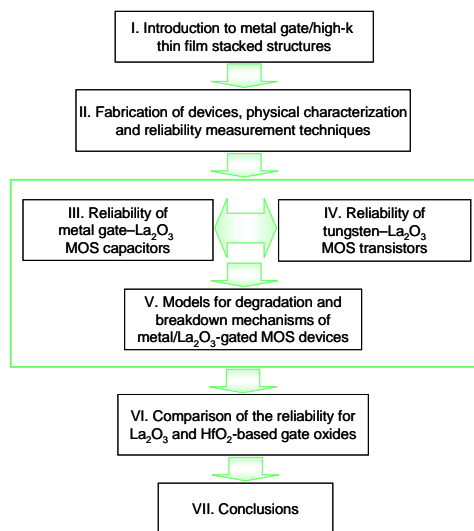 I. Introduction to metal gate/high-k
thin film stacked structures
II. Fabrication of devices, physical characterization
and reliability measurement techniques
III. Reliability of
metal gate–La₂O₃
MOS capacitors
IV. Reliability of
tungsten–La₂O₃
MOS transistors
V. Models for degradation and
breakdown mechanisms of
metal/La₂O₃-gated MOS devices
VI. Comparison of the reliability for
La₂O₃ and HfO₂-based gate oxides
VII. Conclusions